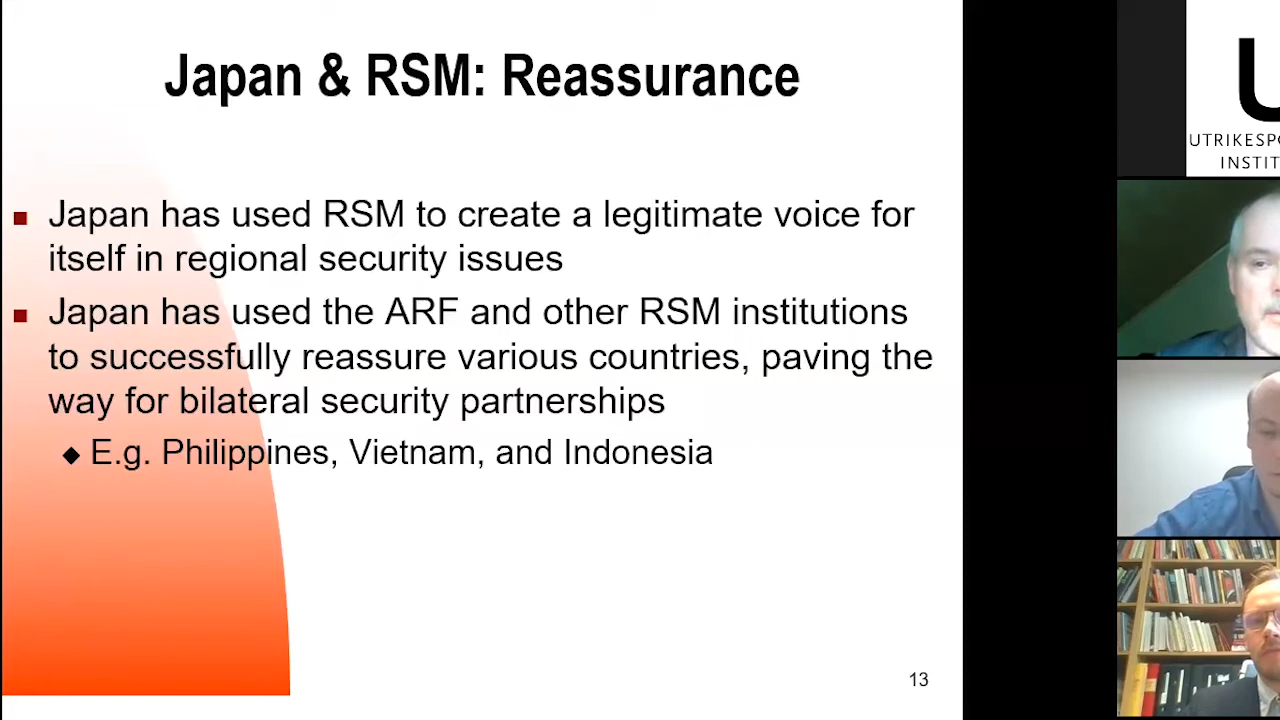 Japan & RSM: Reassurance
Japan has used RSM to create a legitimate voice for
itself in regional security issues
Japan has used the ARF and other RSM institutions
to successfully reassure various countries, paving the
way for bilateral security partnerships
E.g. Philippines, Vietnam, and Indonesia
13
U
UTRIKESPO
INSTIT